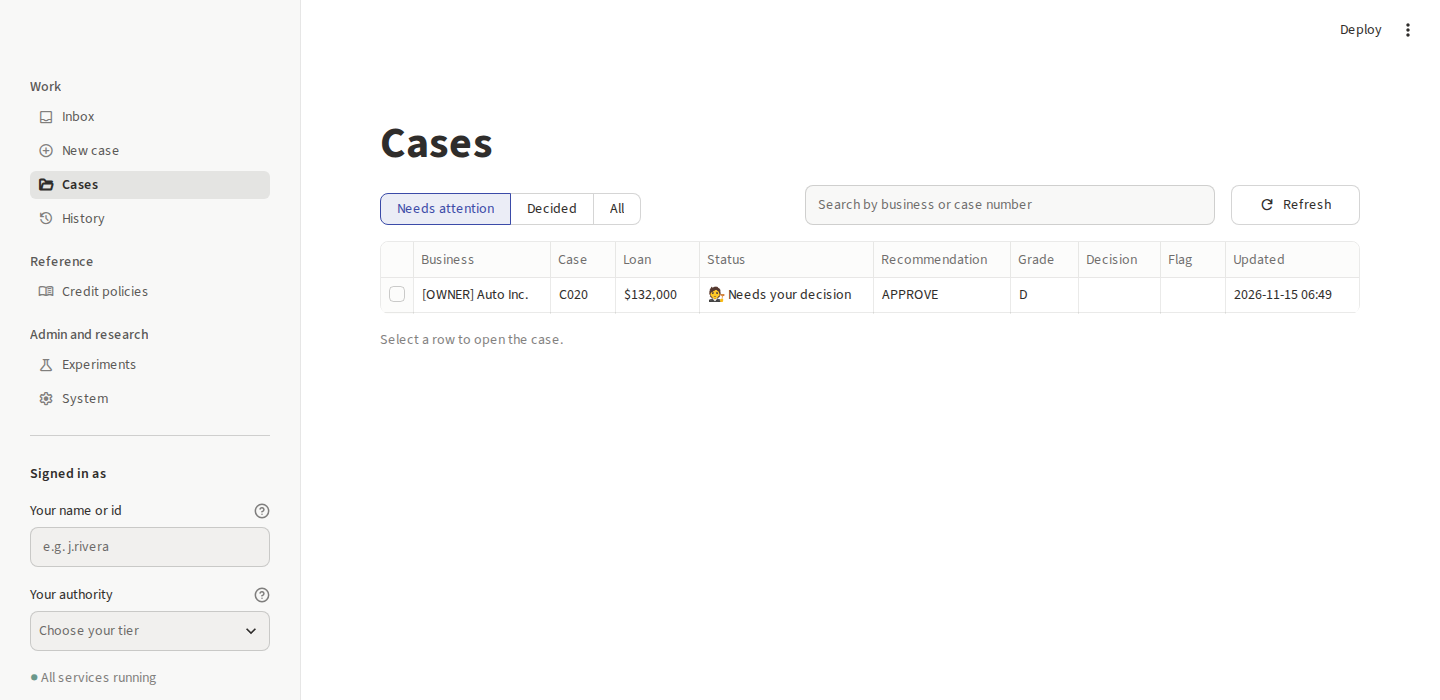 Deploy
Work
Inbox
New case
Cases
History
Reference
Credit policies
Admin and research
Experiments
System
Signed in as
Your name or id
e.g. j.rivera
Your authority
Choose your tier
All services running
Cases
Needs attention Decided All
Search by business or case number
Refresh
Business Case Loan Status Recommendation Grade Decision Flag Updated
[OWNER] Auto Inc. C020 $132,000 Needs your decision APPROVE D 2026-11-15 06:49
Select a row to open the case.